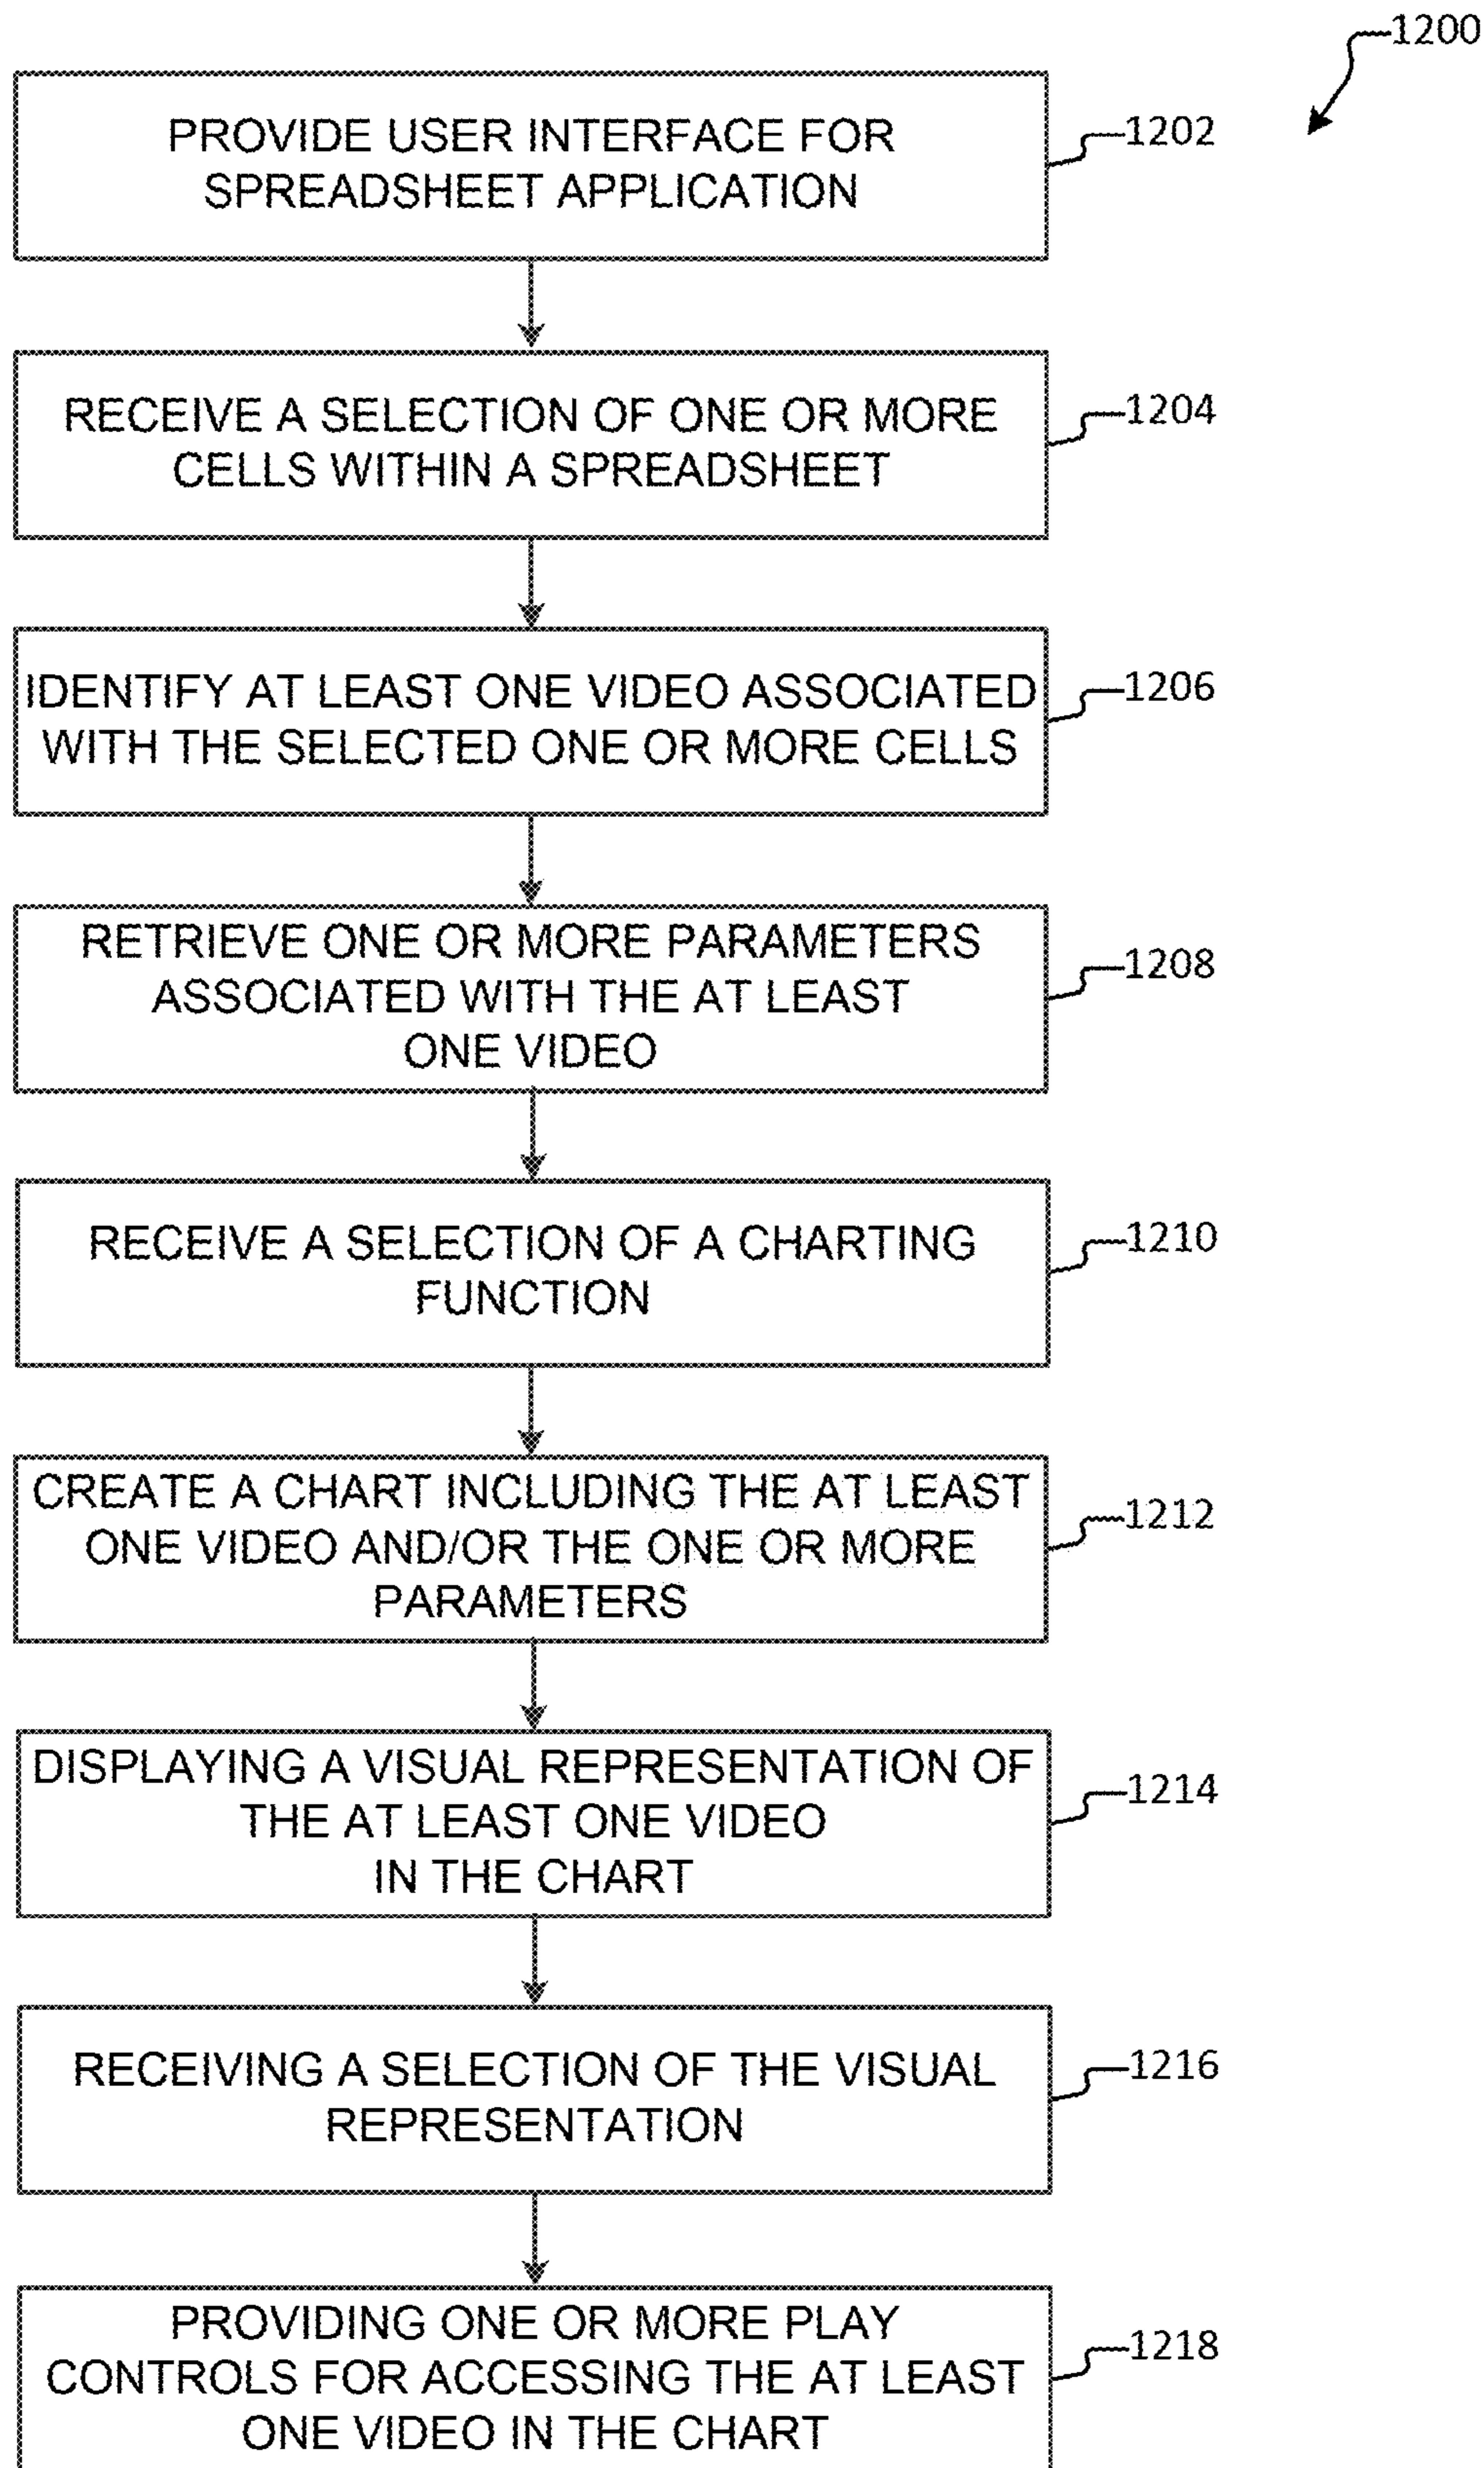 1200
PROVIDE USER INTERFACE FOR
SPREADSHEET APPLICATION
1202
RECEIVE A SELECTION OF ONE OR MORE
CELLS WITHIN A SPREADSHEET
1204
IDENTIFY AT LEAST ONE VIDEO ASSOCIATED
WITH THE SELECTED ONE OR MORE CELLS
1206
RETRIEVE ONE OR MORE PARAMETERS
ASSOCIATED WITH THE AT LEAST
ONE VIDEO
1208
RECEIVE A SELECTION OF A CHARTING
FUNCTION
1210
CREATE A CHART INCLUDING THE AT LEAST
ONE VIDEO AND/OR THE ONE OR MORE
PARAMETERS
1212
DISPLAYING A VISUAL REPRESENTATION OF
THE AT LEAST ONE VIDEO
IN THE CHART
1214
RECEIVING A SELECTION OF THE VISUAL
REPRESENTATION
1216
PROVIDING ONE OR MORE PLAY
CONTROLS FOR ACCESSING THE AT LEAST
ONE VIDEO IN THE CHART
1218